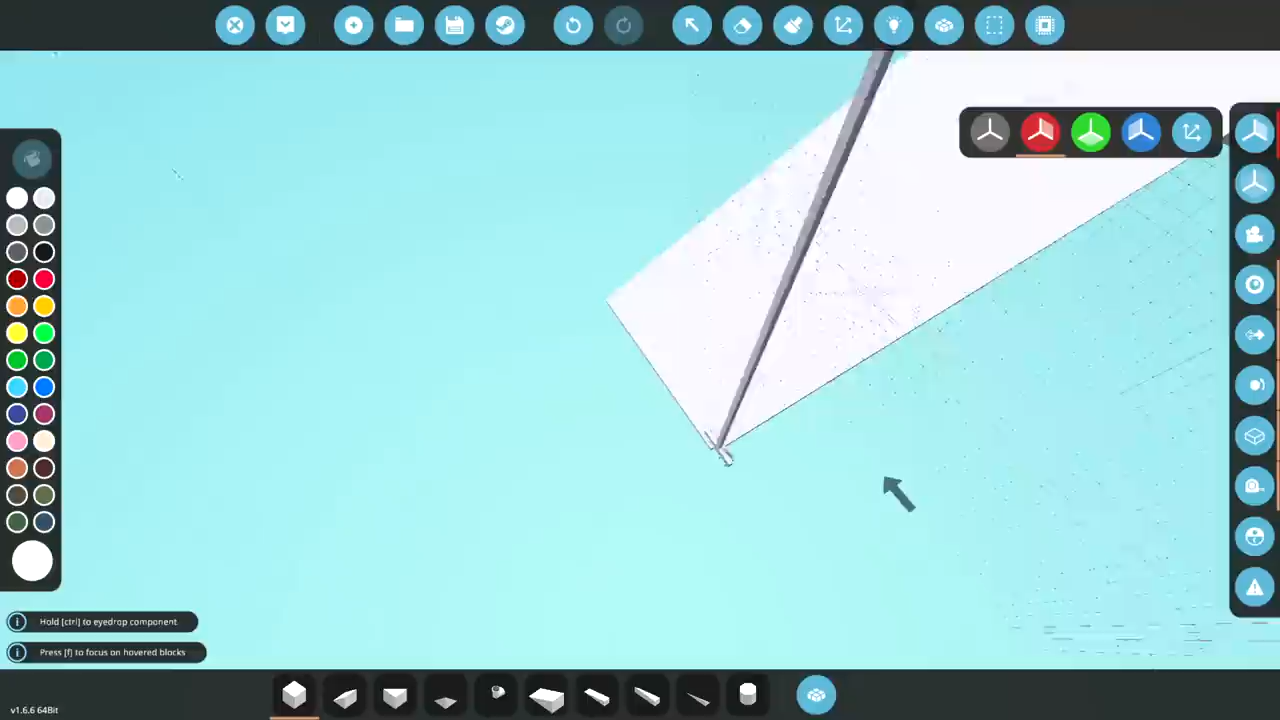 Hold [ctrl] to eyedrop component
Press [f] to focus on hovered blocks
v1.6.6 64Bit